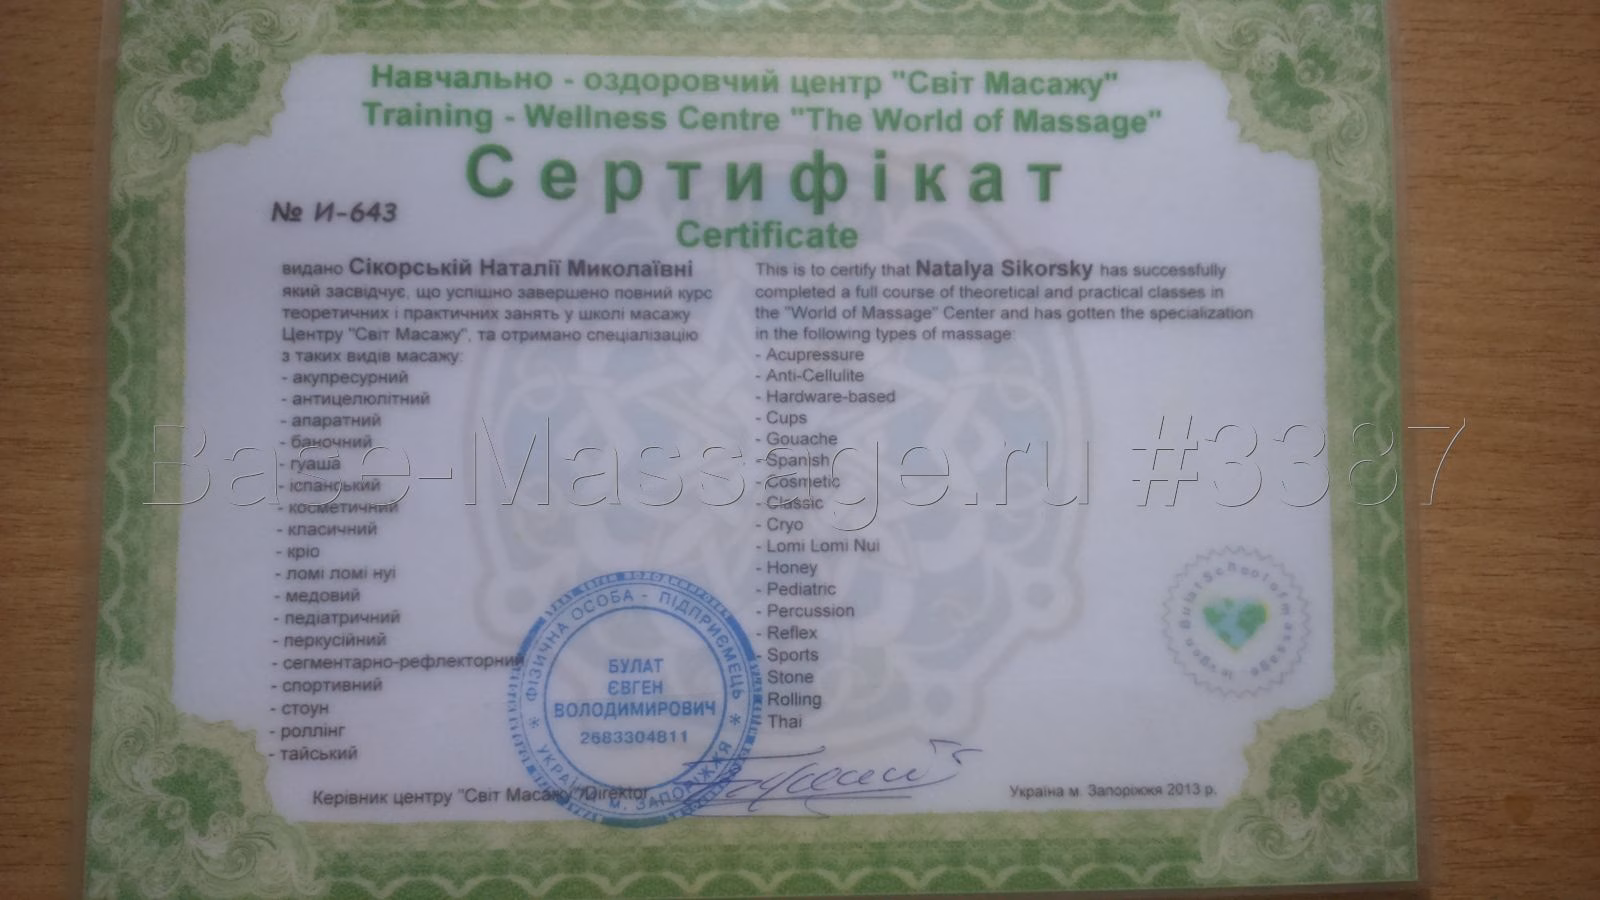 Навчально - оздоровчий центр "Світ Масажу"
Training - Wellness Centre "The World of Massage"
Сертифікат
№ И-643
Certificate
видано Сікорській Наталії Миколаївні
який засвідчує, що успішно завершено повний курс
теоретичних і практичних занять у школі масажу
Центру "Світ Масажу", та отримано спеціалізацію
з таких видів масажу:
- акупресурний
- антицелюлітний
- апаратний
- баночний
- гуаша
- іспанський
- косметичний
- класичний
- кріо
- ломі ломі нуі
- медовий
- педіатричний
- перкусійний
- сегментарно-рефлекторний
- спортивний
- стоун
- роллінг
- тайський
This is to certify that Natalya Sikorsky has successfully
completed a full course of theoretical and practical classes in
the "World of Massage" Center and has gotten the specialization
in the following types of massage:
- Acupressure
- Anti-Cellulite
- Hardware-based
- Cups
- Gouache
- Spanish
- Cosmetic
- Classic
- Cryo
- Lomi Lomi Nui
- Honey
- Pediatric
- Percussion
- Reflex
- Sports
- Stone
- Rolling
- Thai
Base-Massage.ru #3387
ФІЗИЧНА ОСОБА - ПІДПРИЄМЕЦЬ
БУЛАТ
ЄВГЕН
ВОЛОДИМИРОВИЧ
2683304811
УКРАЇНА м. ЗАПОРІЖЖЯ
Керівник центру "Світ Масажу"/Direktor
Україна м. Запоріжжя 2013 р.